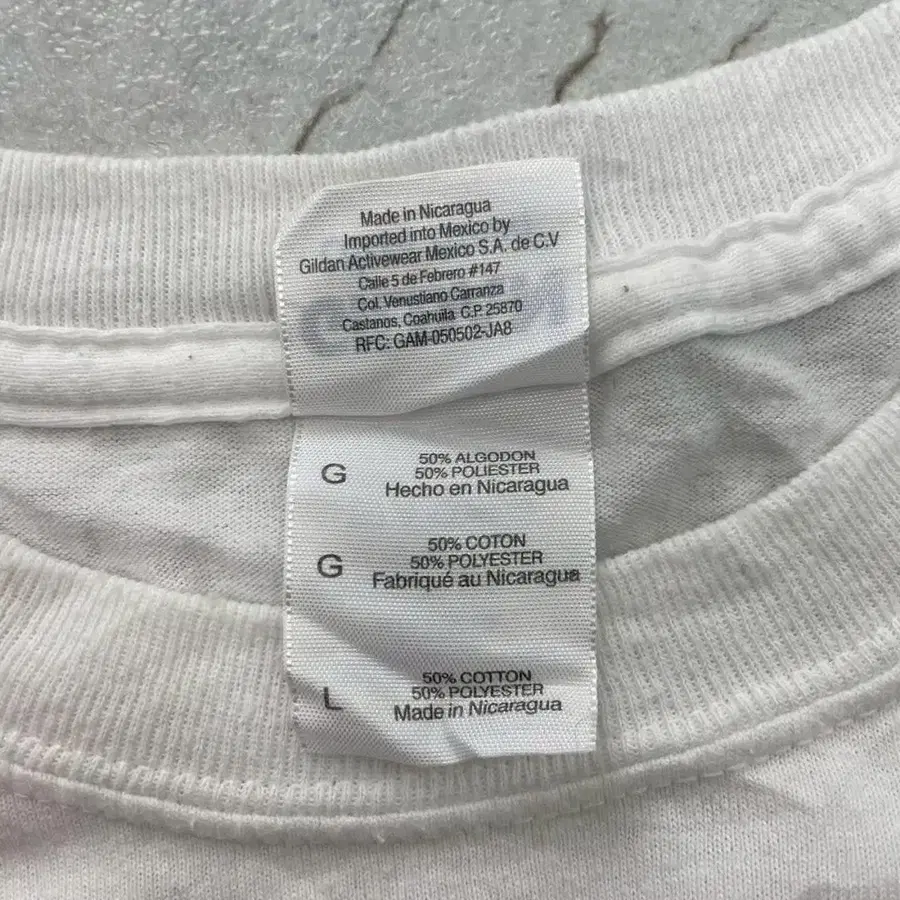 Made in Nicaragua
Imported into Mexico by
Gildan Activewear Mexico S.A. de C.V
Calle 5 de Febrero #147
Col. Venustiano Carranza
Castanos, Coahuila C.P. 25870
RFC: GAM-050502-JA8
G
50% ALGODON
50% POLIESTER
Hecho en Nicaragua
G
50% COTON
50% POLYESTER
Fabriqué au Nicaragua
L
50% COTTON
50% POLYESTER
Made in Nicaragua